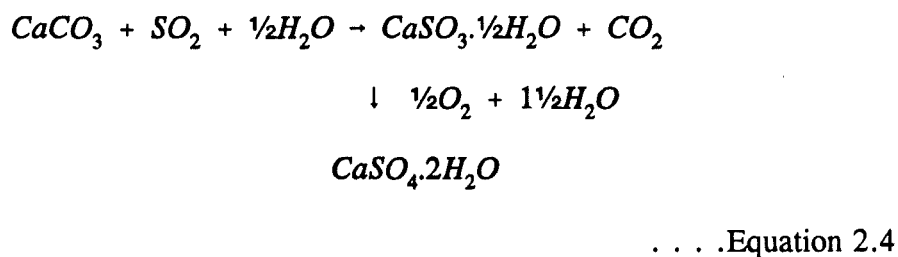 CaCO₃ + SO₂ + ½H₂O → CaSO₃.½H₂O + CO₂
↓ ½O₂ + 1½H₂O
CaSO₄.2H₂O
. . . .Equation 2.4